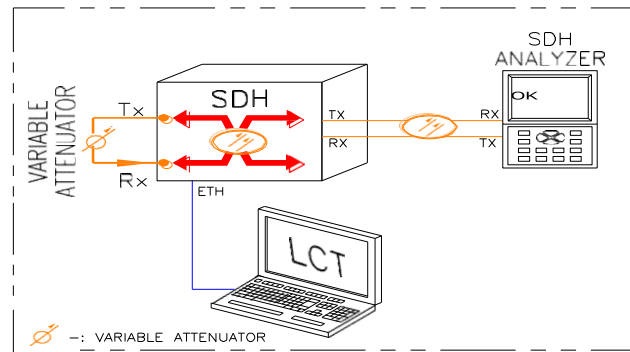 SDH
ANALYZER
VARIABLE
ATTENUATOR
Tx
SDH
TX
RX
OK
RX
TX
Rx
ETH
LCT
-: VARIABLE ATTENUATOR